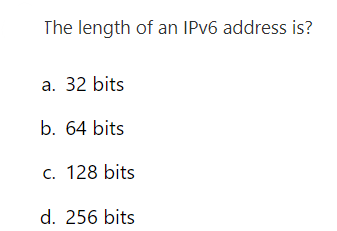 The length of an IPv6 address is?
a. 32 bits
b. 64 bits
c. 128 bits
d. 256 bits